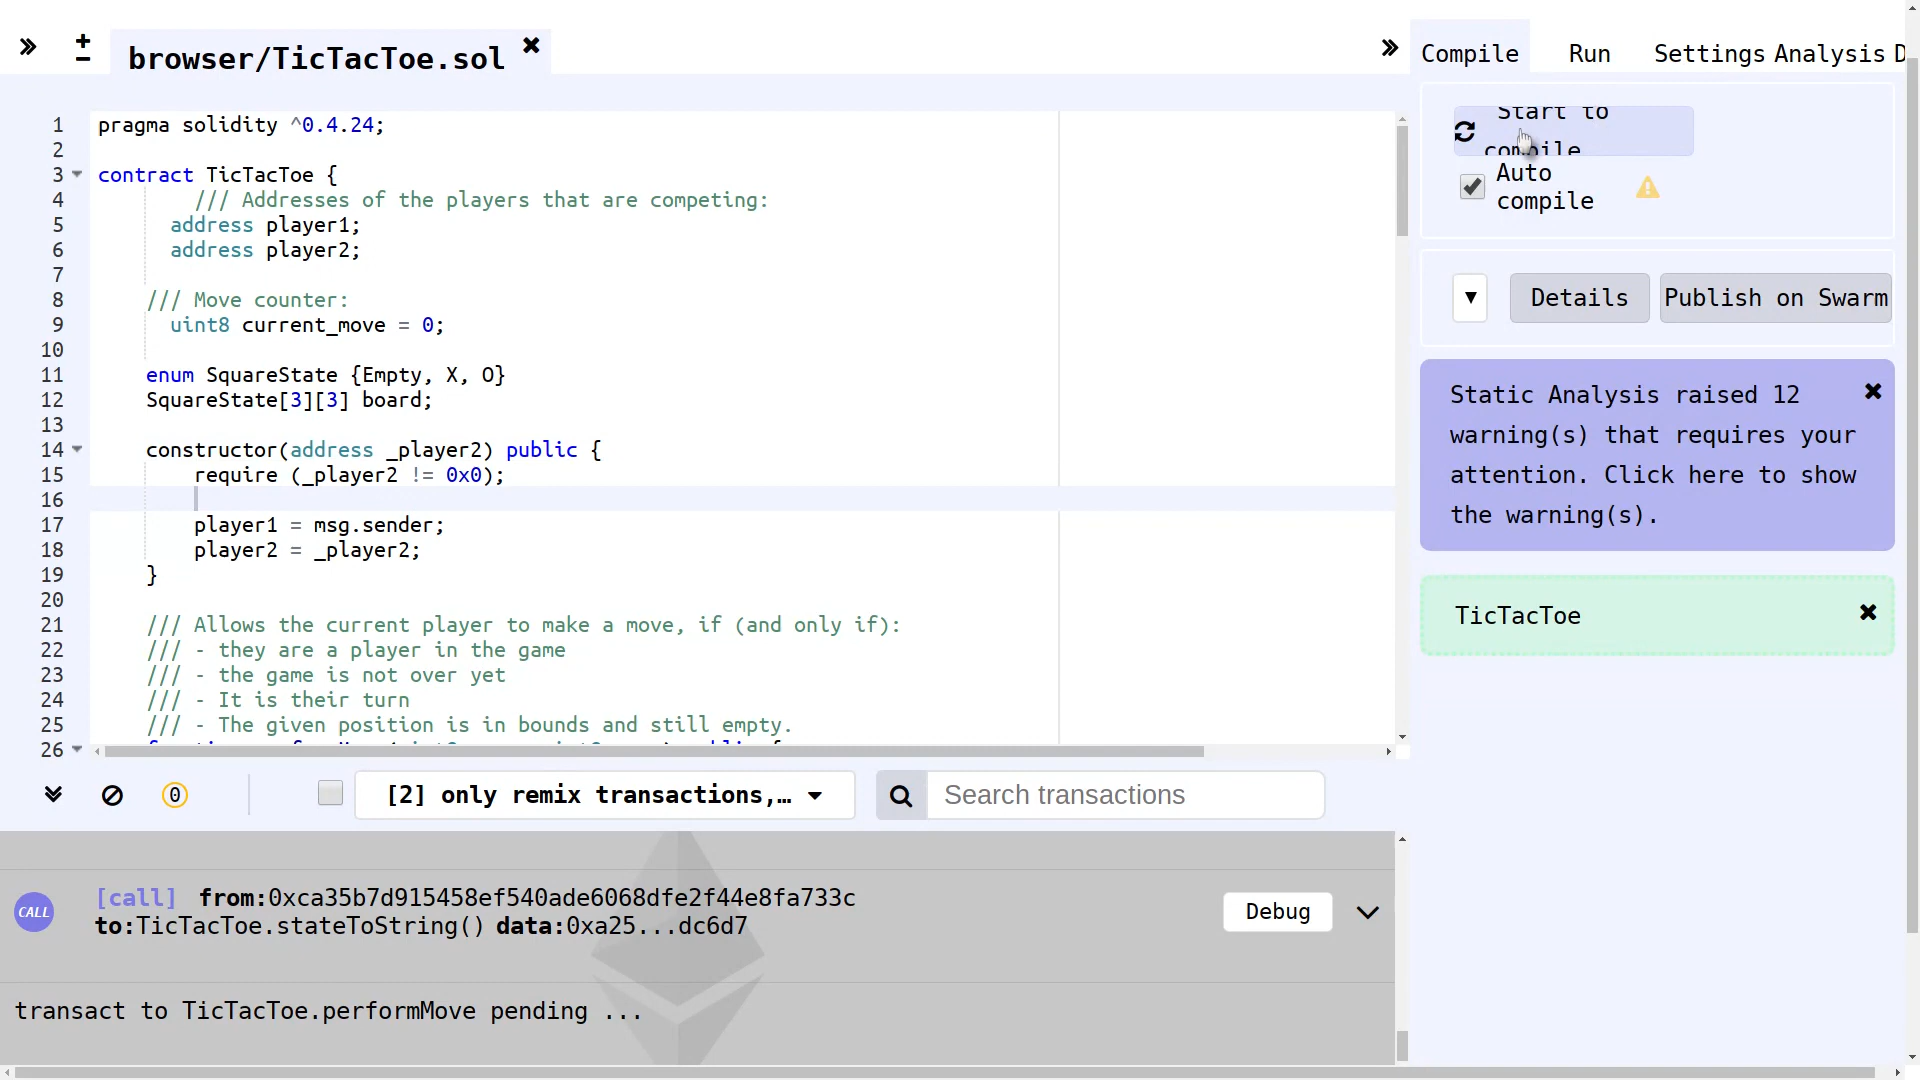 browser/TicTacToe.sol
Compile Run Settings Analysis D
1 pragma solidity ^0.4.24;
2
3 contract TicTacToe {
4 /// Addresses of the players that are competing:
5 address player1;
6 address player2;
7
8 /// Move counter:
9 uint8 current_move = 0;
10
11 enum SquareState {Empty, X, O}
12 SquareState[3][3] board;
13
14 constructor(address _player2) public {
15 require (_player2 != 0x0);
16
17 player1 = msg.sender;
18 player2 = _player2;
19 }
20
21 /// Allows the current player to make a move, if (and only if):
22 /// - they are a player in the game
23 /// - the game is not over yet
24 /// - It is their turn
25 /// - The given position is in bounds and still empty.
26
Start to
compile
Auto
compile
Details
Publish on Swarm
Static Analysis raised 12
warning(s) that requires your
attention. Click here to show
the warning(s).
TicTacToe
0
[2] only remix transactions,…
Search transactions
CALL
[call] from:0xca35b7d915458ef540ade6068dfe2f44e8fa733c
to:TicTacToe.stateToString() data:0xa25...dc6d7
Debug
transact to TicTacToe.performMove pending ...